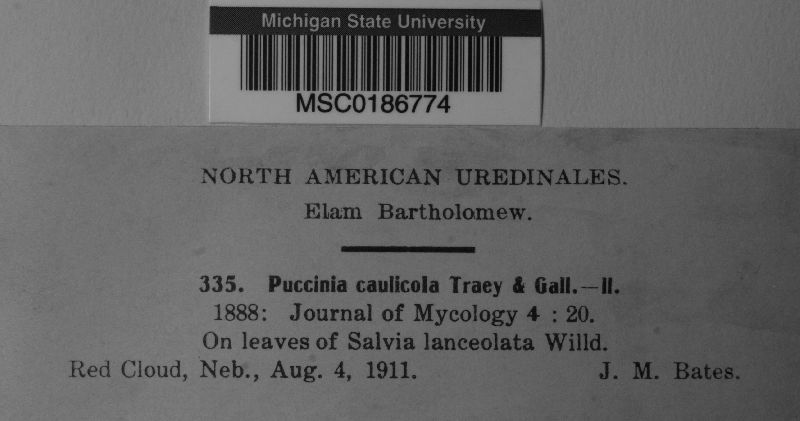 Michigan State University
MSC0186774
NORTH AMERICAN UREDINALES.
Elam Bartholomew.
335. Puccinia caulicola Traey & Gall.—II.
1888: Journal of Mycology 4 : 20.
On leaves of Salvia lanceolata Willd.
Red Cloud, Neb., Aug. 4, 1911. J. M. Bates.